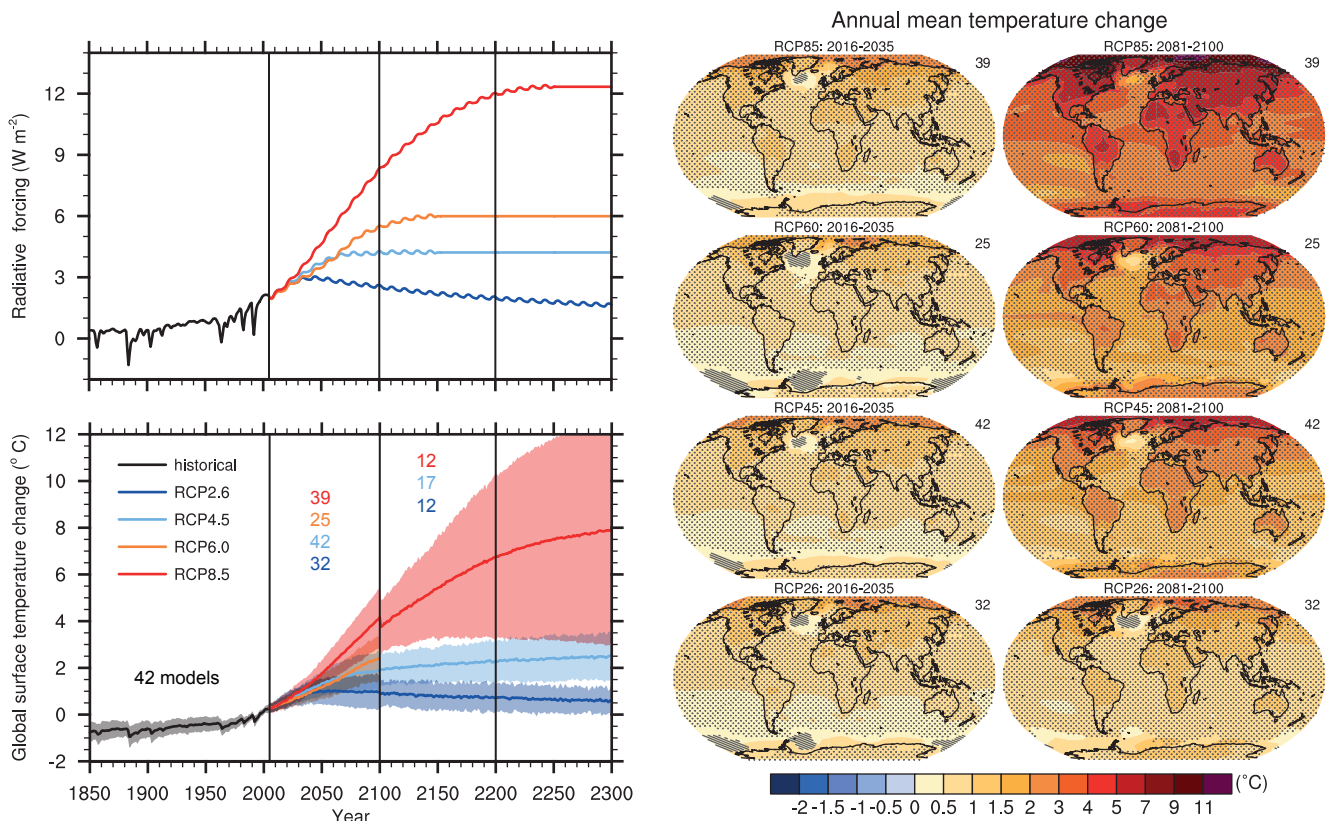 Radiative forcing (W m-2)
12
9
6
3
0
Global surface temperature change (° C)
12
10
8
6
4
2
0
-2
historical
RCP2.6
RCP4.5
RCP6.0
RCP8.5
39
25
42
32
12
17
12
42 models
1850 1900 1950 2000 2050 2100 2150 2200 2250 2300
Year
Annual mean temperature change
RCP85: 2016-2035
39
RCP85: 2081-2100
39
RCP60: 2016-2035
25
RCP60: 2081-2100
25
RCP45: 2016-2035
42
RCP45: 2081-2100
42
RCP26: 2016-2035
32
RCP26: 2081-2100
32
-2 -1.5 -1 -0.5 0 0.5 1 1.5 2 3 4 5 7 9 11 (°C)